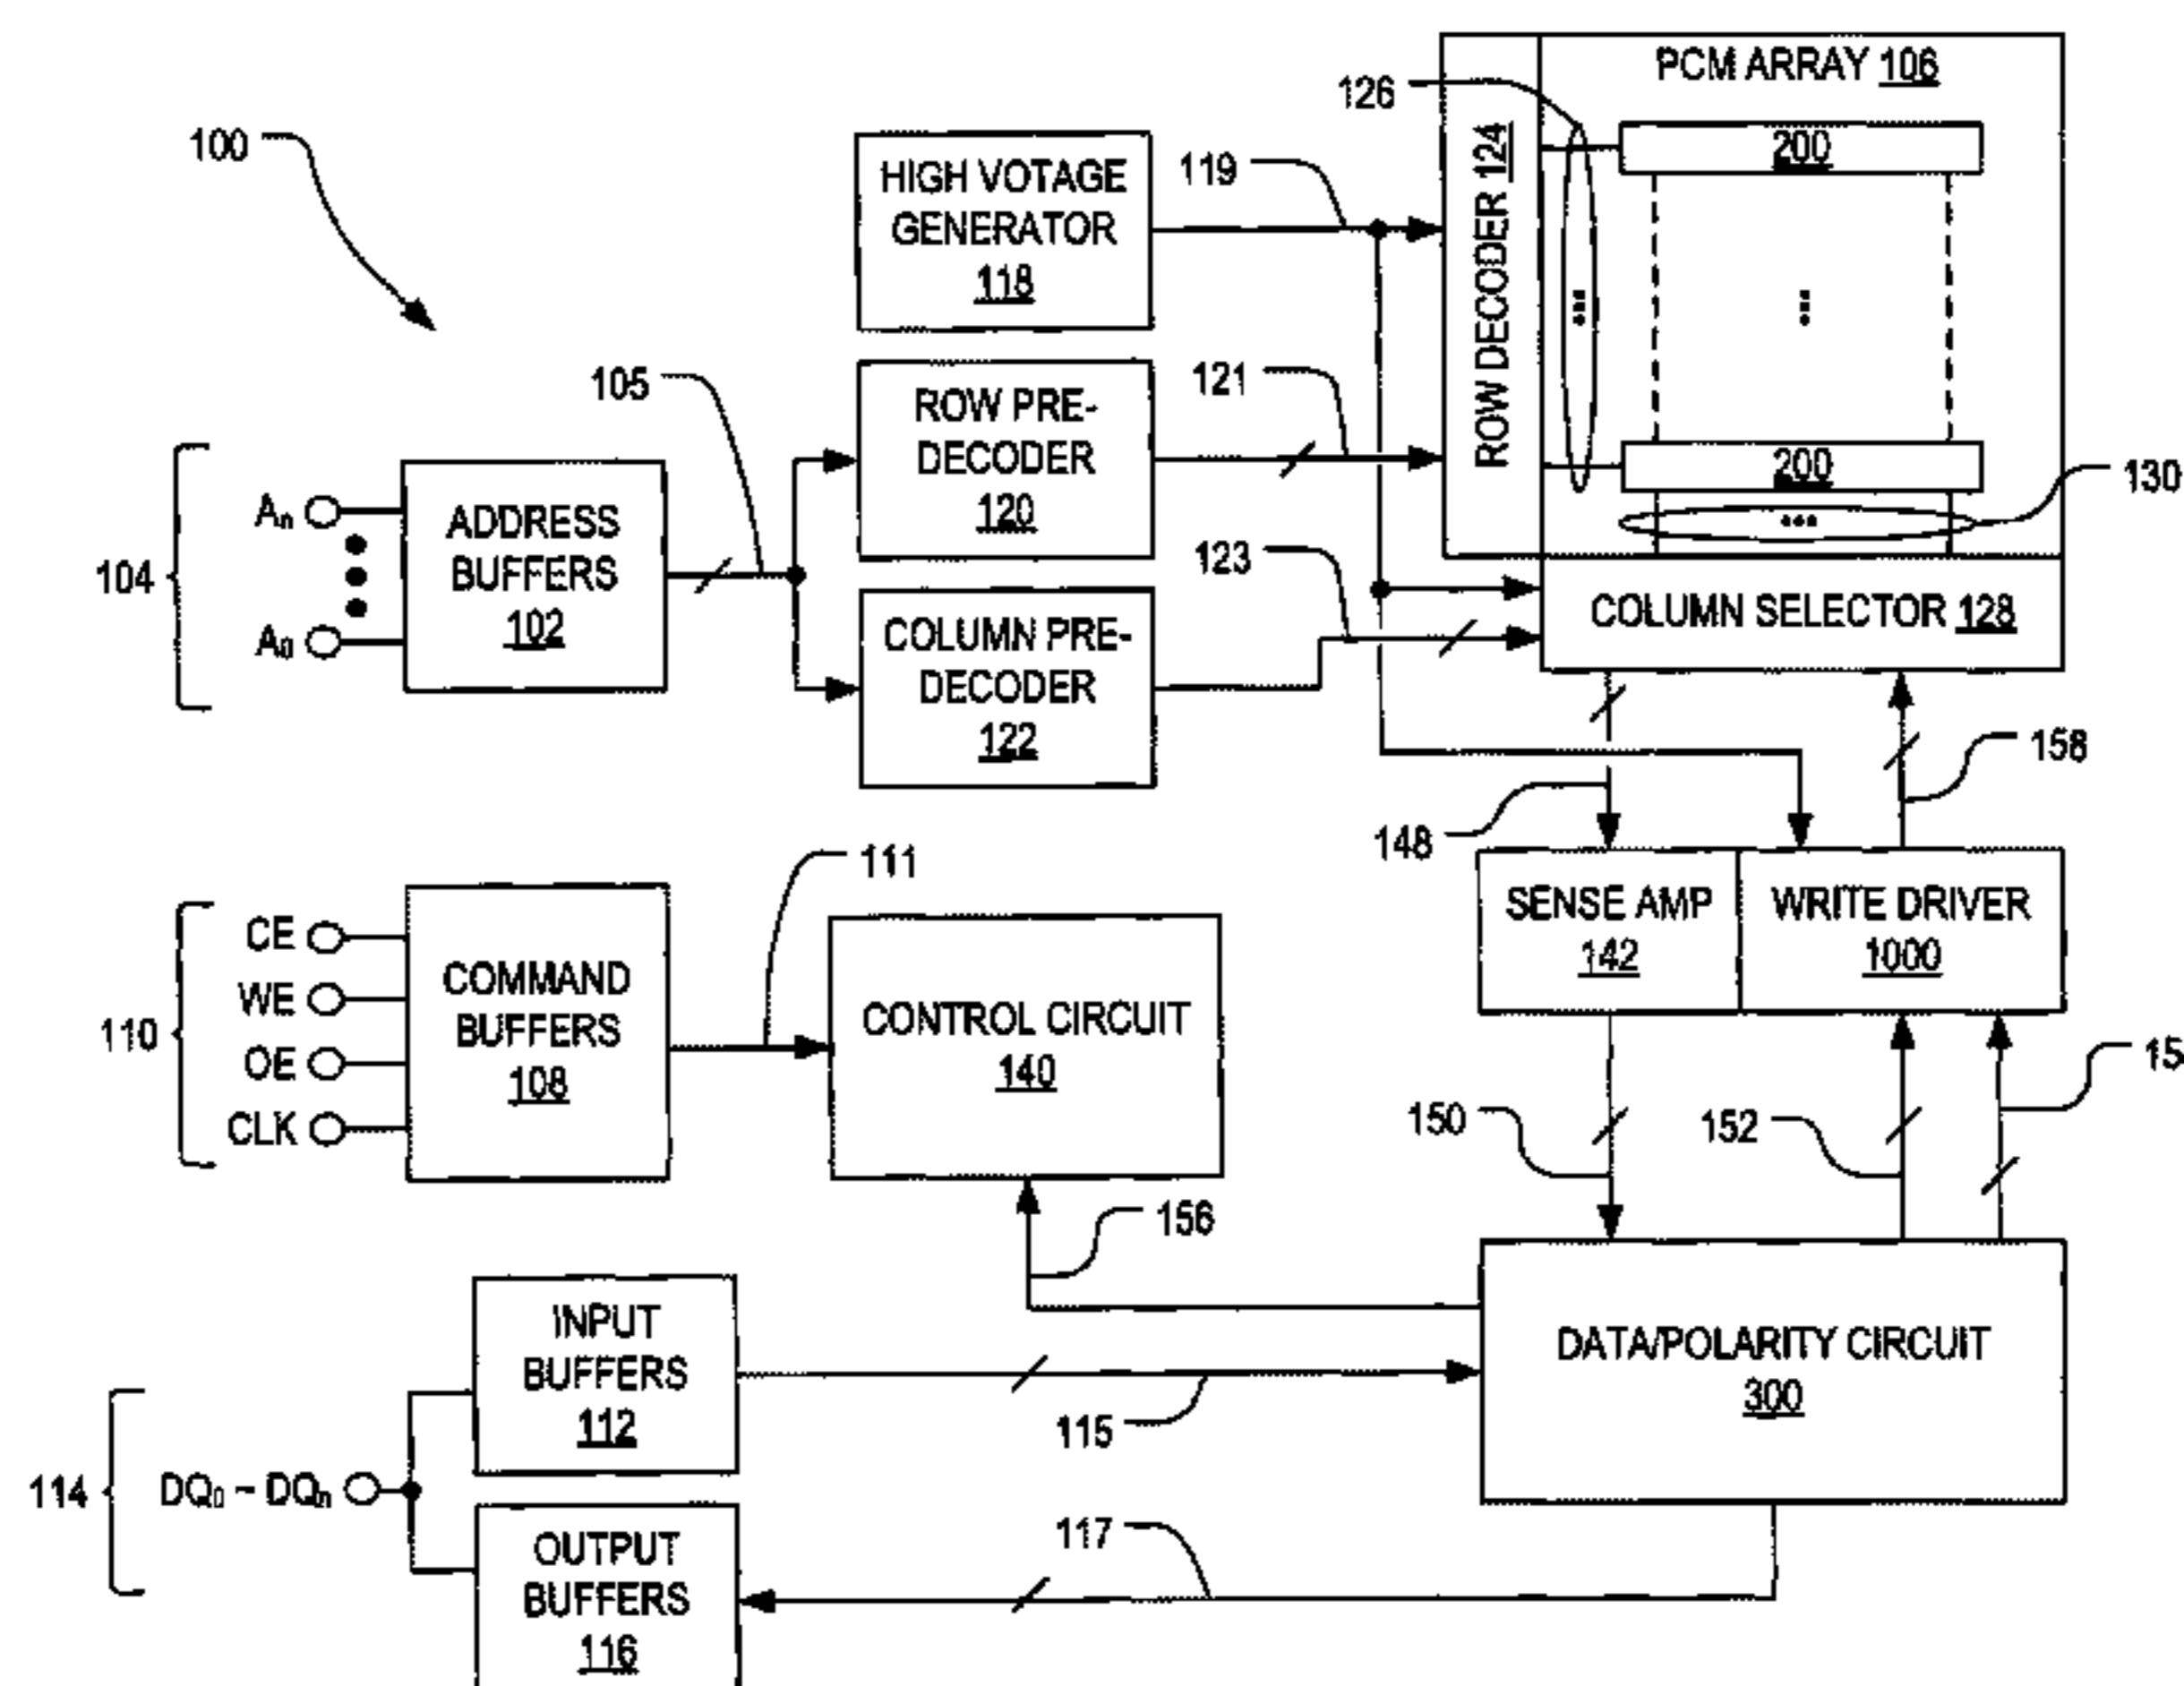 PCM ARRAY 106
126
100
HIGH VOTAGE
GENERATOR
118
119
ROW DECODER 124
200
105
ROW PRE-
DECODER
120
121
200
130
104
An
A0
ADDRESS
BUFFERS
102
COLUMN PRE-
DECODER
122
123
COLUMN SELECTOR 128
148
158
111
SENSE AMP
142
WRITE DRIVER
1000
110
CE
WE
OE
CLK
COMMAND
BUFFERS
108
CONTROL CIRCUIT
140
150
152
15
156
INPUT
BUFFERS
112
115
DATA/POLARITY CIRCUIT
300
114
DQ0 ~ DQn
OUTPUT
BUFFERS
116
117